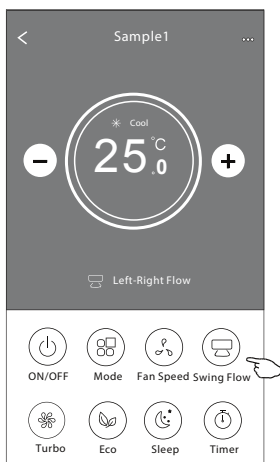 Sample1 ...
Cool
25.0 °C
Left-Right Flow
ON/OFF Mode Fan Speed Swing Flow
Turbo Eco Sleep Timer